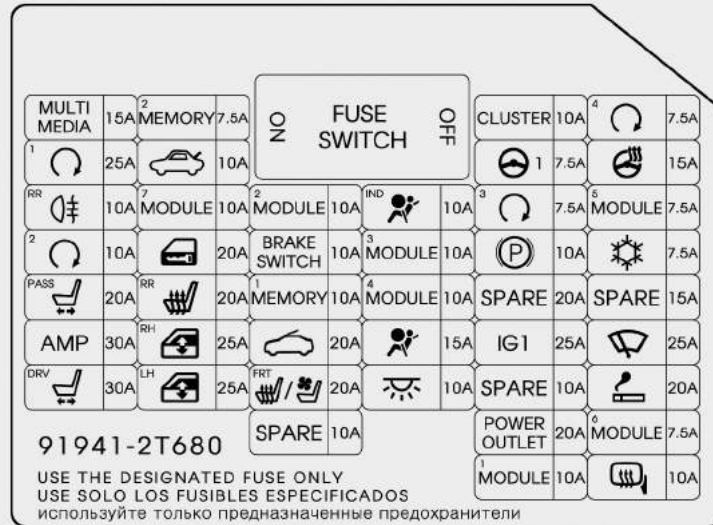 MULTI MEDIA 15A 2 MEMORY 7.5A ON FUSE SWITCH OFF CLUSTER 10A 4 7.5A
1 25A 10A 1 7.5A 15A
RR 10A 7 MODULE 10A 2 MODULE 10A IND 10A 3 7.5A 5 MODULE 7.5A
2 10A 20A BRAKE SWITCH 10A 3 MODULE 10A P 10A 7.5A
PASS 20A RR 20A 1 MEMORY 10A 4 MODULE 10A SPARE 20A SPARE 15A
AMP 30A RH 25A 20A 15A IG1 25A 25A
DRV 30A LH 25A FRT / 20A 10A SPARE 10A 20A
SPARE 10A POWER OUTLET 20A 6 MODULE 7.5A
1 MODULE 10A 10A
91941-2T680
USE THE DESIGNATED FUSE ONLY
USE SOLO LOS FUSIBLES ESPECIFICADOS
используйте только предназначенные предохранители